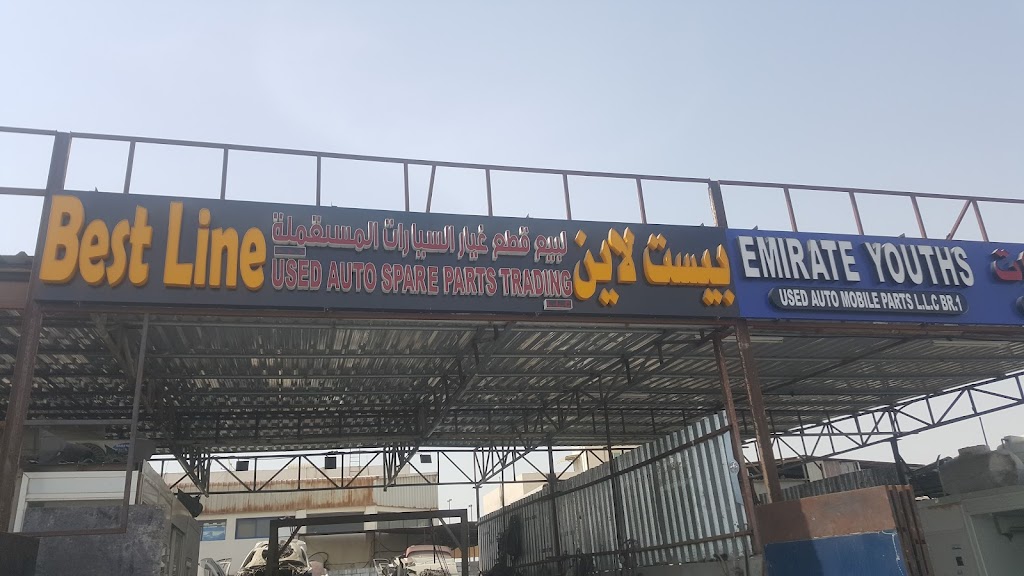 Best Line
لبيع قطع غيار السيارات المستقملة
USED AUTO SPARE PARTS TRADING
بيست لاين
EMIRATE YOUTHS
USED AUTO MOBILE PARTS L.L.C BR.1